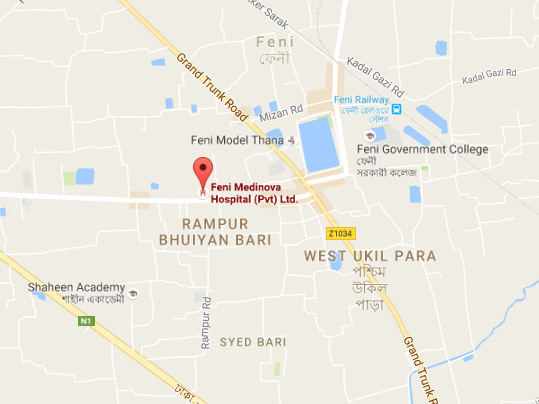 ker Sarak
Feni
ফেনী
Kadal Gazi Rd
Kadal Gazi Rd
Grand Trunk Road
Feni Railway
ফেনী রেলওয়ে
স্টেশন
Mizan Rd
Feni Model Thana
Feni Government College
ফেনী
সরকারী কলেজ
Feni Medinova
Hospital (Pvt) Ltd.
RAMPUR
BHUIYAN BARI
Z1034
WEST UKIL PARA
পশ্চিম
উকিল
পাড়া
Shaheen Academy
শাহীন একাডেমী
N1
Rampur Rd
SYED BARI
Grand Trunk R
ঢাকা